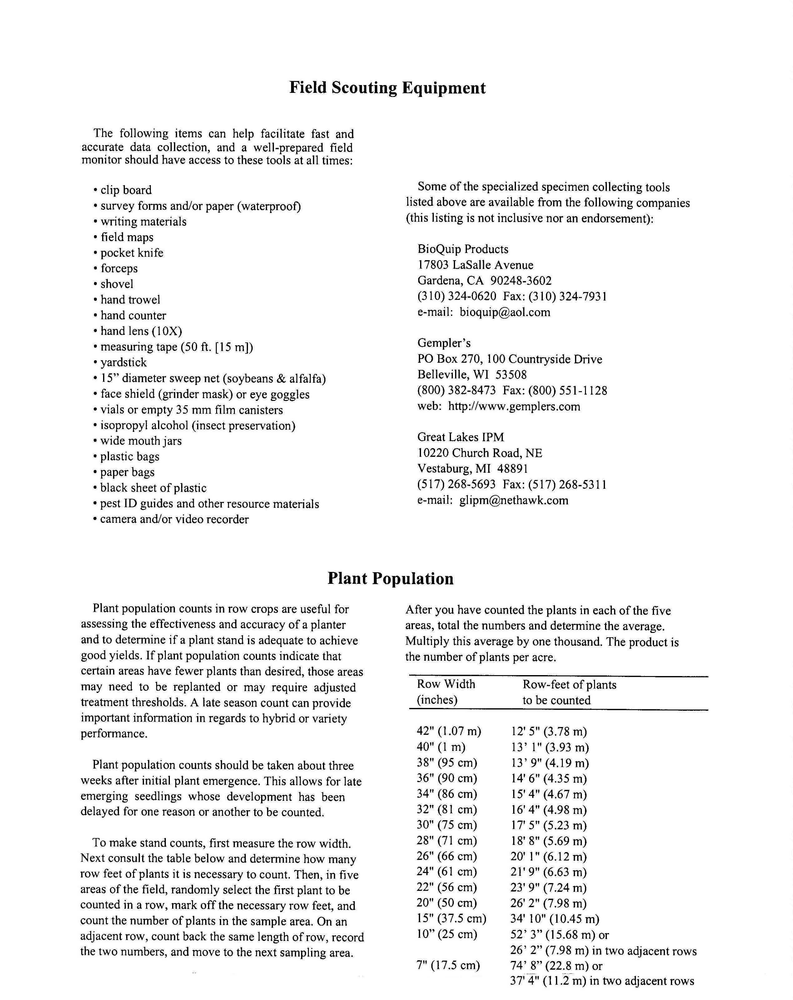 Field Scouting Equipment
The following items can help facilitate fast and
accurate data collection, and a well-prepared field
monitor should have access to these tools at all times:
• clip board
• survey forms and/or paper (waterproof)
• writing materials
• field maps
• pocket knife
• forceps
• shovel
• hand trowel
• hand counter
• hand lens (10X)
• measuring tape (50 ft. [15 m])
• yardstick
• 15” diameter sweep net (soybeans & alfalfa)
• face shield (grinder mask) or eye goggles
• vials or empty 35 mm film canisters
• isopropyl alcohol (insect preservation)
• wide mouth jars
• plastic bags
• paper bags
• black sheet of plastic
• pest ID guides and other resource materials
• camera and/or video recorder
Some of the specialized specimen collecting tools
listed above are available from the following companies
(this listing is not inclusive nor an endorsement):
BioQuip Products
17803 LaSalle Avenue
Gardena, CA 90248-3602
(310) 324-0620 Fax: (310) 324-7931
e-mail: bioquip@aol.com
Gempler’s
PO Box 270, 100 Countryside Drive
Belleville, WI 53508
(800) 382-8473 Fax: (800) 551-1128
web: http://www.gemplers.com
Great Lakes IPM
10220 Church Road, NE
Vestaburg, MI 48891
(517) 268-5693 Fax: (517) 268-5311
e-mail: glipm@nethawk.com
Plant Population
Plant population counts in row crops are useful for
assessing the effectiveness and accuracy of a planter
and to determine if a plant stand is adequate to achieve
good yields. If plant population counts indicate that
certain areas have fewer plants than desired, those areas
may need to be replanted or may require adjusted
treatment thresholds. A late season count can provide
important information in regards to hybrid or variety
performance.
Plant population counts should be taken about three
weeks after initial plant emergence. This allows for late
emerging seedlings whose development has been
delayed for one reason or another to be counted.
To make stand counts, first measure the row width.
Next consult the table below and determine how many
row feet of plants it is necessary to count. Then, in five
areas of the field, randomly select the first plant to be
counted in a row, mark off the necessary row feet, and
count the number of plants in the sample area. On an
adjacent row, count back the same length of row, record
the two numbers, and move to the next sampling area.
After you have counted the plants in each of the five
areas, total the numbers and determine the average.
Multiply this average by one thousand. The product is
the number of plants per acre.
Row Width Row-feet of plants
(inches) to be counted
42" (1.07 m) 12' 5" (3.78 m)
40" (1 m) 13’ 1" (3.93 m)
38" (95 cm) 13’ 9" (4.19 m)
36" (90 cm) 14' 6" (4.35 m)
34" (86 cm) 15' 4" (4.67 m)
32" (81 cm) 16' 4" (4.98 m)
30" (75 cm) 17' 5" (5.23 m)
28" (71 cm) 18' 8" (5.69 m)
26" (66 cm) 20' 1" (6.12 m)
24" (61 cm) 21' 9" (6.63 m)
22" (56 cm) 23' 9" (7.24 m)
20" (50 cm) 26' 2" (7.98 m)
15" (37.5 cm) 34' 10" (10.45 m)
10” (25 cm) 52’ 3” (15.68 m) or
26’ 2” (7.98 m) in two adjacent rows
7" (17.5 cm) 74’ 8” (22.8 m) or
37' 4" (11.2 m) in two adjacent rows